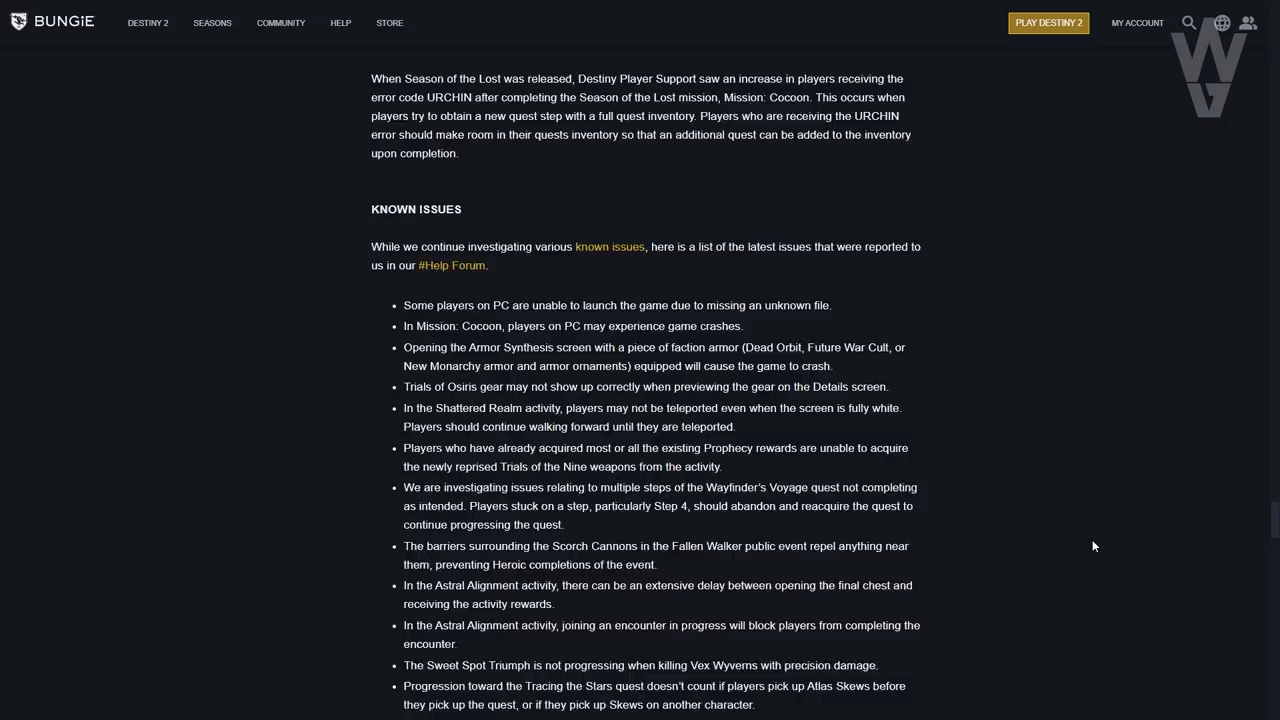 BUNGiE
DESTINY 2
SEASONS
COMMUNITY
HELP
STORE
PLAY DESTINY 2
MY ACCOUNT
When Season of the Lost was released, Destiny Player Support saw an increase in players receiving the
error code URCHIN after completing the Season of the Lost mission, Mission: Cocoon. This occurs when
players try to obtain a new quest step with a full quest inventory. Players who are receiving the URCHIN
error should make room in their quests inventory so that an additional quest can be added to the inventory
upon completion.
KNOWN ISSUES
While we continue investigating various known issues, here is a list of the latest issues that were reported to
us in our #Help Forum.
• Some players on PC are unable to launch the game due to missing an unknown file.
• In Mission: Cocoon, players on PC may experience game crashes.
• Opening the Armor Synthesis screen with a piece of faction armor (Dead Orbit, Future War Cult, or
New Monarchy armor and armor ornaments) equipped will cause the game to crash.
• Trials of Osiris gear may not show up correctly when previewing the gear on the Details screen.
• In the Shattered Realm activity, players may not be teleported even when the screen is fully white.
Players should continue walking forward until they are teleported.
• Players who have already acquired most or all the existing Prophecy rewards are unable to acquire
the newly reprised Trials of the Nine weapons from the activity.
• We are investigating issues relating to multiple steps of the Wayfinder’s Voyage quest not completing
as intended. Players stuck on a step, particularly Step 4, should abandon and reacquire the quest to
continue progressing the quest.
• The barriers surrounding the Scorch Cannons in the Fallen Walker public event repel anything near
them, preventing Heroic completions of the event.
• In the Astral Alignment activity, there can be an extensive delay between opening the final chest and
receiving the activity rewards.
• In the Astral Alignment activity, joining an encounter in progress will block players from completing the
encounter.
• The Sweet Spot Triumph is not progressing when killing Vex Wyverns with precision damage.
• Progression toward the Tracing the Stars quest doesn’t count if players pick up Atlas Skews before
they pick up the quest, or if they pick up Skews on another character.